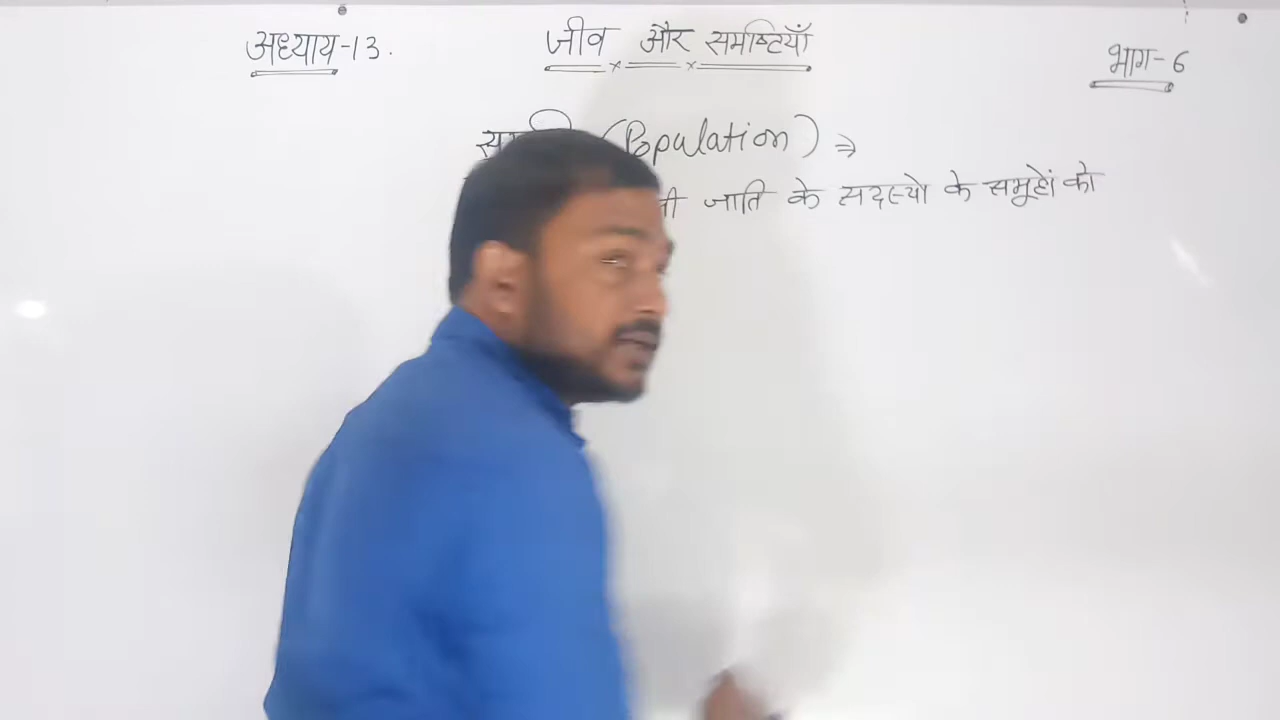 अध्याय-13.
जीव और समष्टियाँ
भाग-6
(Population) ⇒
जाति के सदस्यो के समूहों को